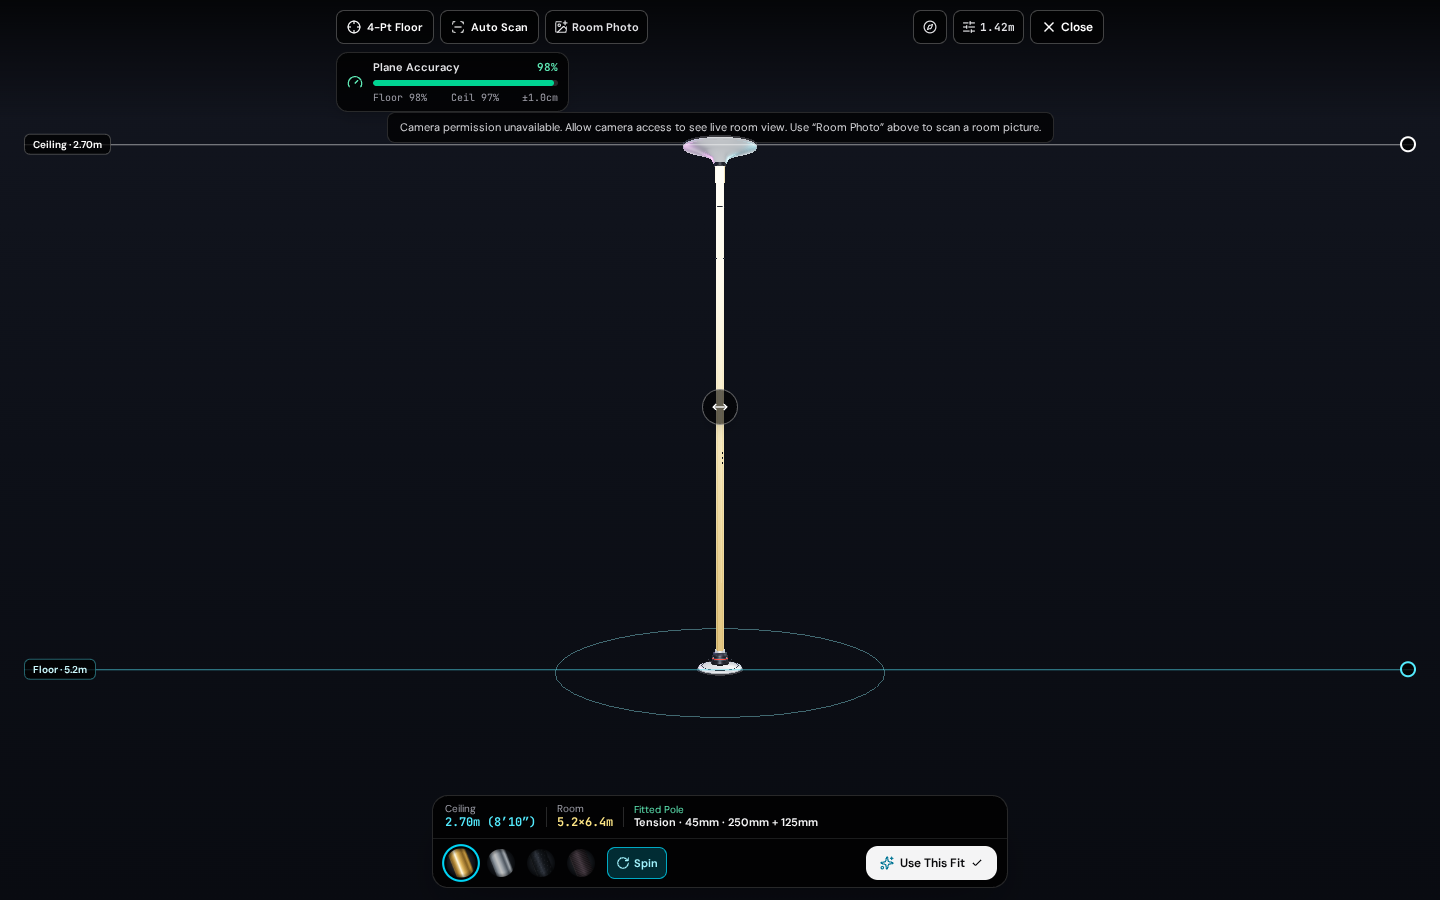 4-Pt Floor
Auto Scan
Room Photo
1.42m
Close
Plane Accuracy 98%
Floor 98% Ceil 97% ±1.0cm
Camera permission unavailable. Allow camera access to see live room view. Use “Room Photo” above to scan a room picture.
Ceiling · 2.70m
Floor · 5.2m
Ceiling
2.70m (8’10”)
Room
5.2×6.4m
Fitted Pole
Tension · 45mm · 250mm + 125mm
Spin
Use This Fit